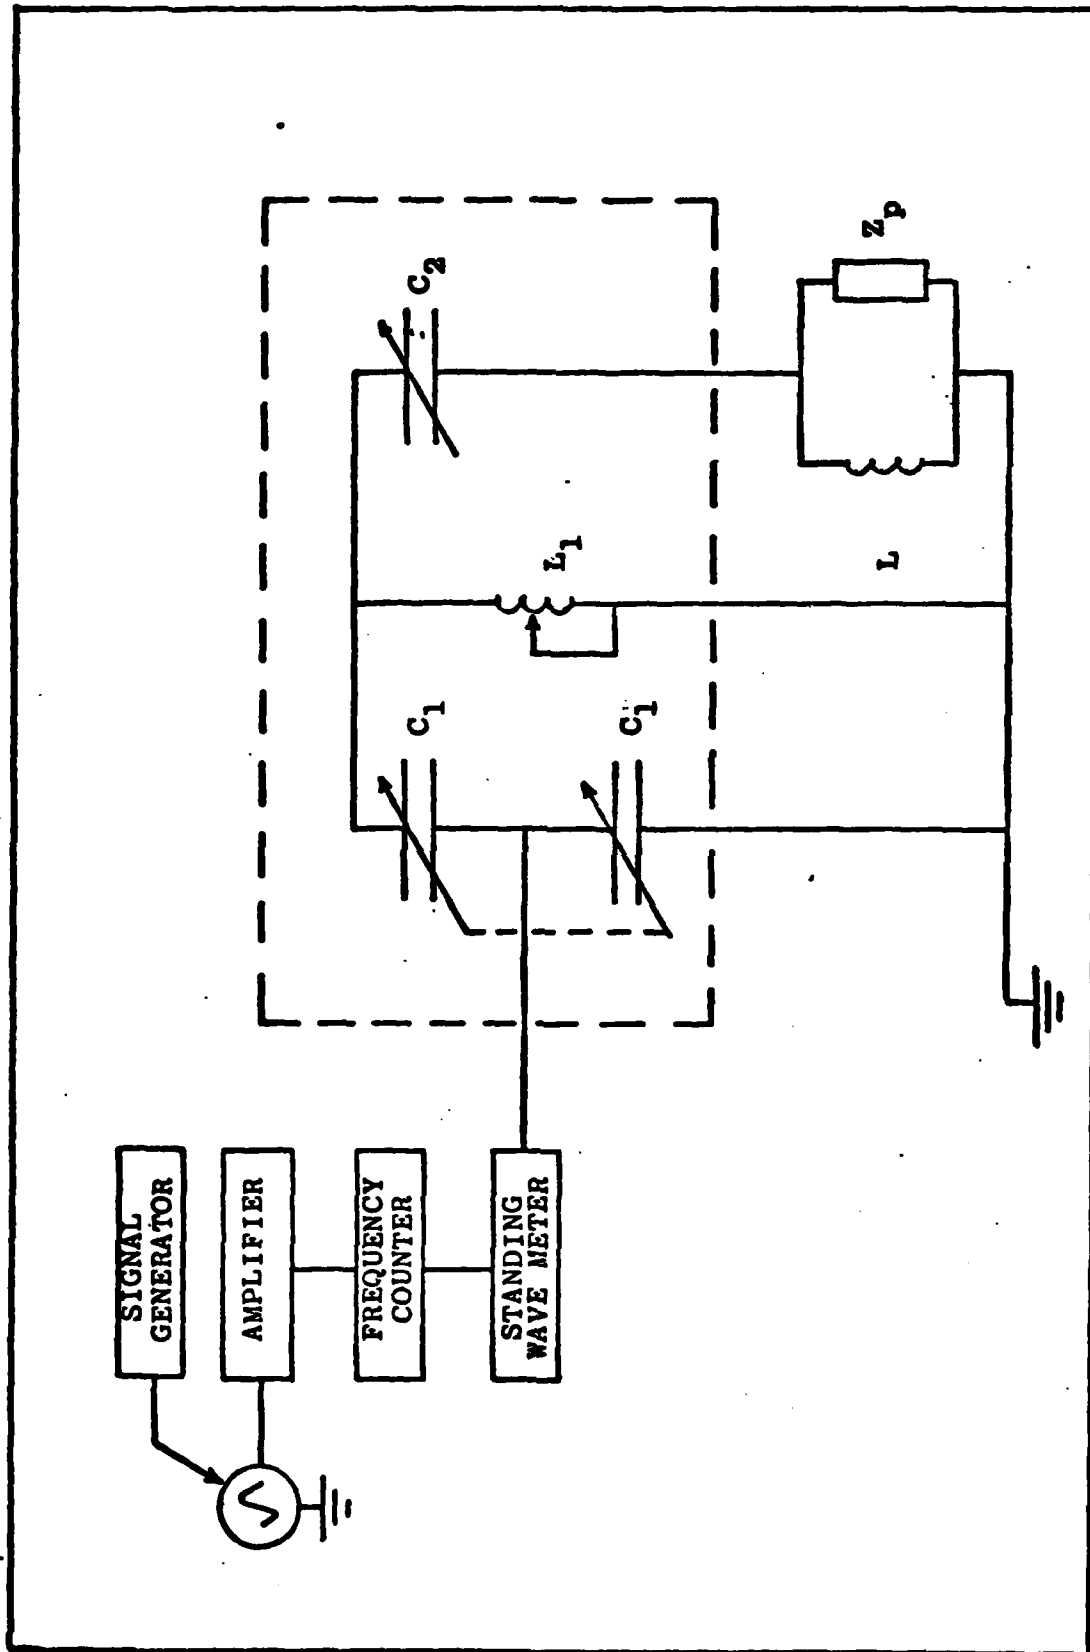 SIGNAL
GENERATOR
AMPLIFIER
FREQUENCY
COUNTER
STANDING
WAVE METER
C1
C1
L1
C2
L
Zp